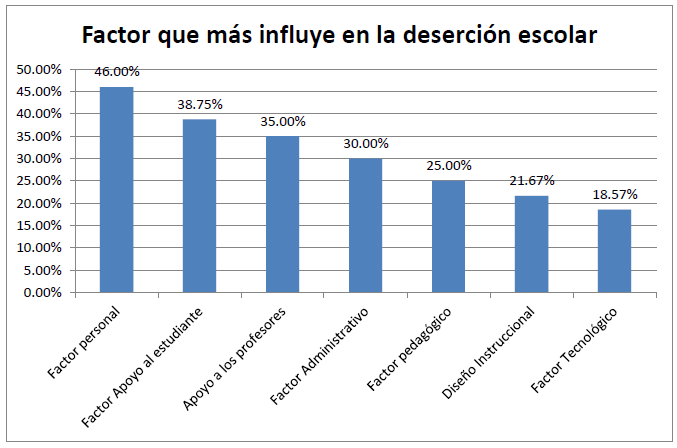 Factor que más influye en la deserción escolar
50.00%
45.00%
40.00%
35.00%
30.00%
25.00%
20.00%
15.00%
10.00%
5.00%
0.00%
46.00%
38.75%
35.00%
30.00%
25.00%
21.67%
18.57%
Factor personal
Factor Apoyo al estudiante
Apoyo a los profesores
Factor Administrativo
Factor pedagógico
Diseño Instruccional
Factor Tecnológico